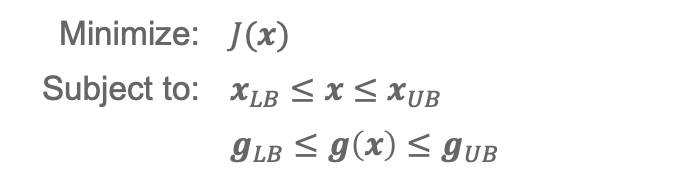 Minimize: J(x)
Subject to: x_LB ≤ x ≤ x_UB
g_LB ≤ g(x) ≤ g_UB